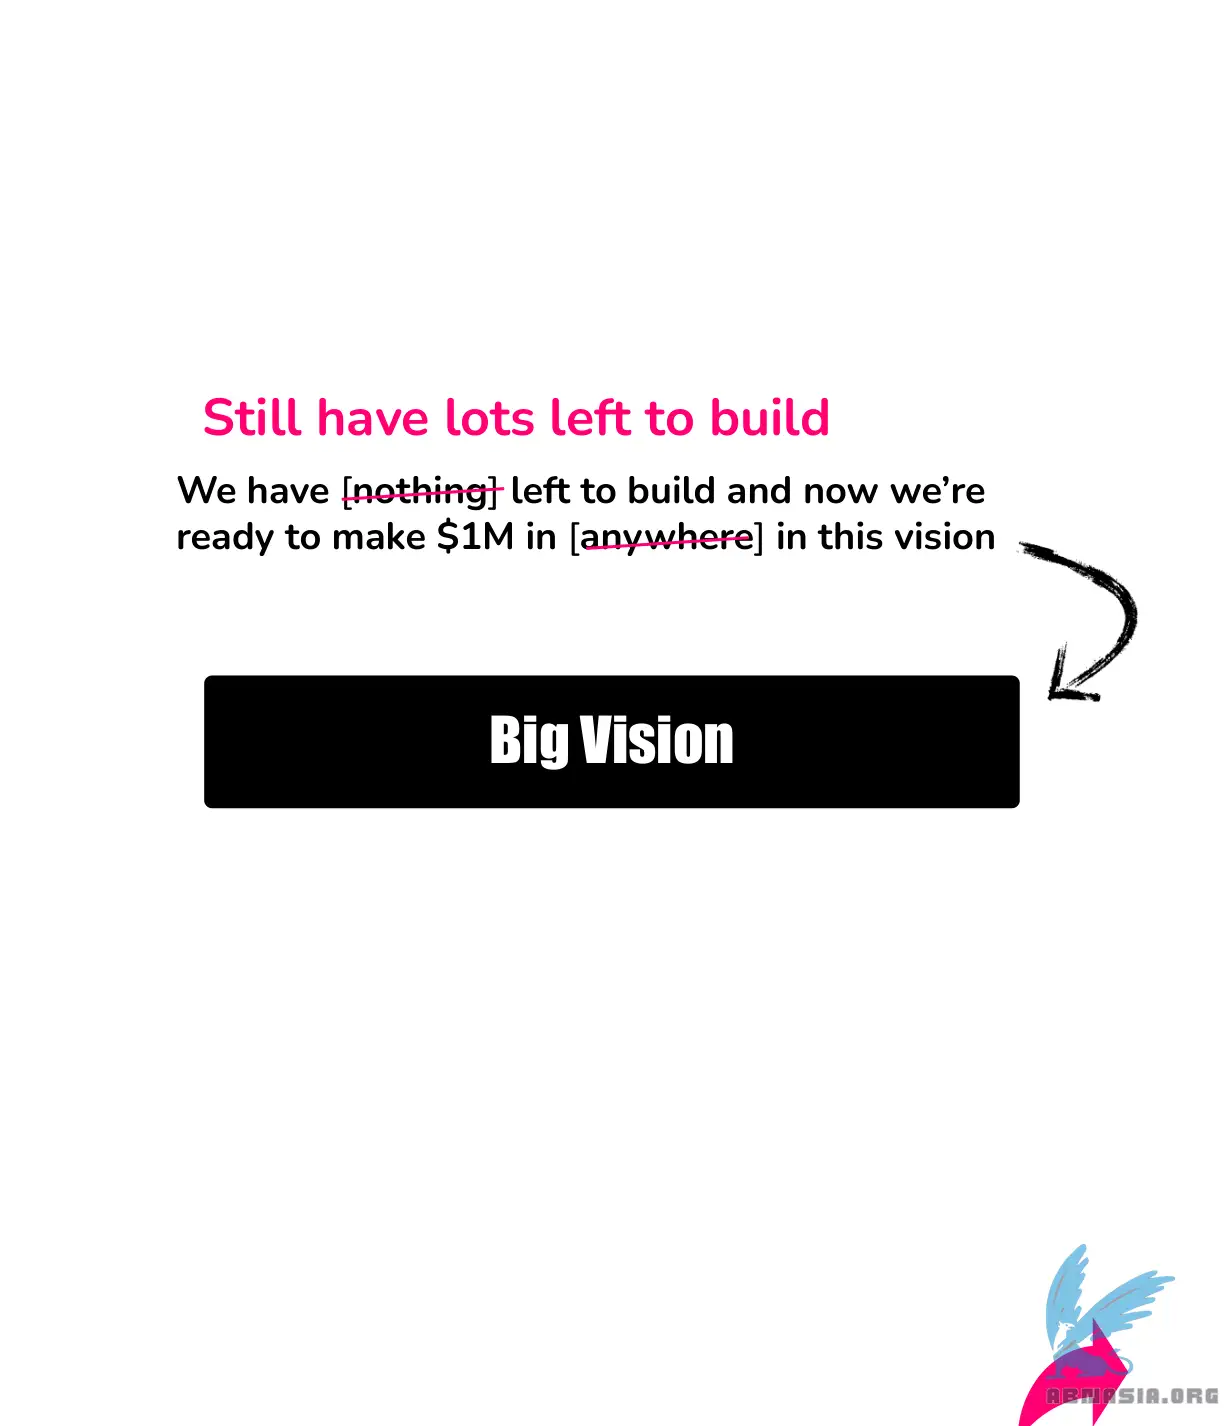 Still have lots left to build
We have [nothing] left to build and now we’re
ready to make $1M in [anywhere] in this vision
Big Vision
ABNASIA.ORG